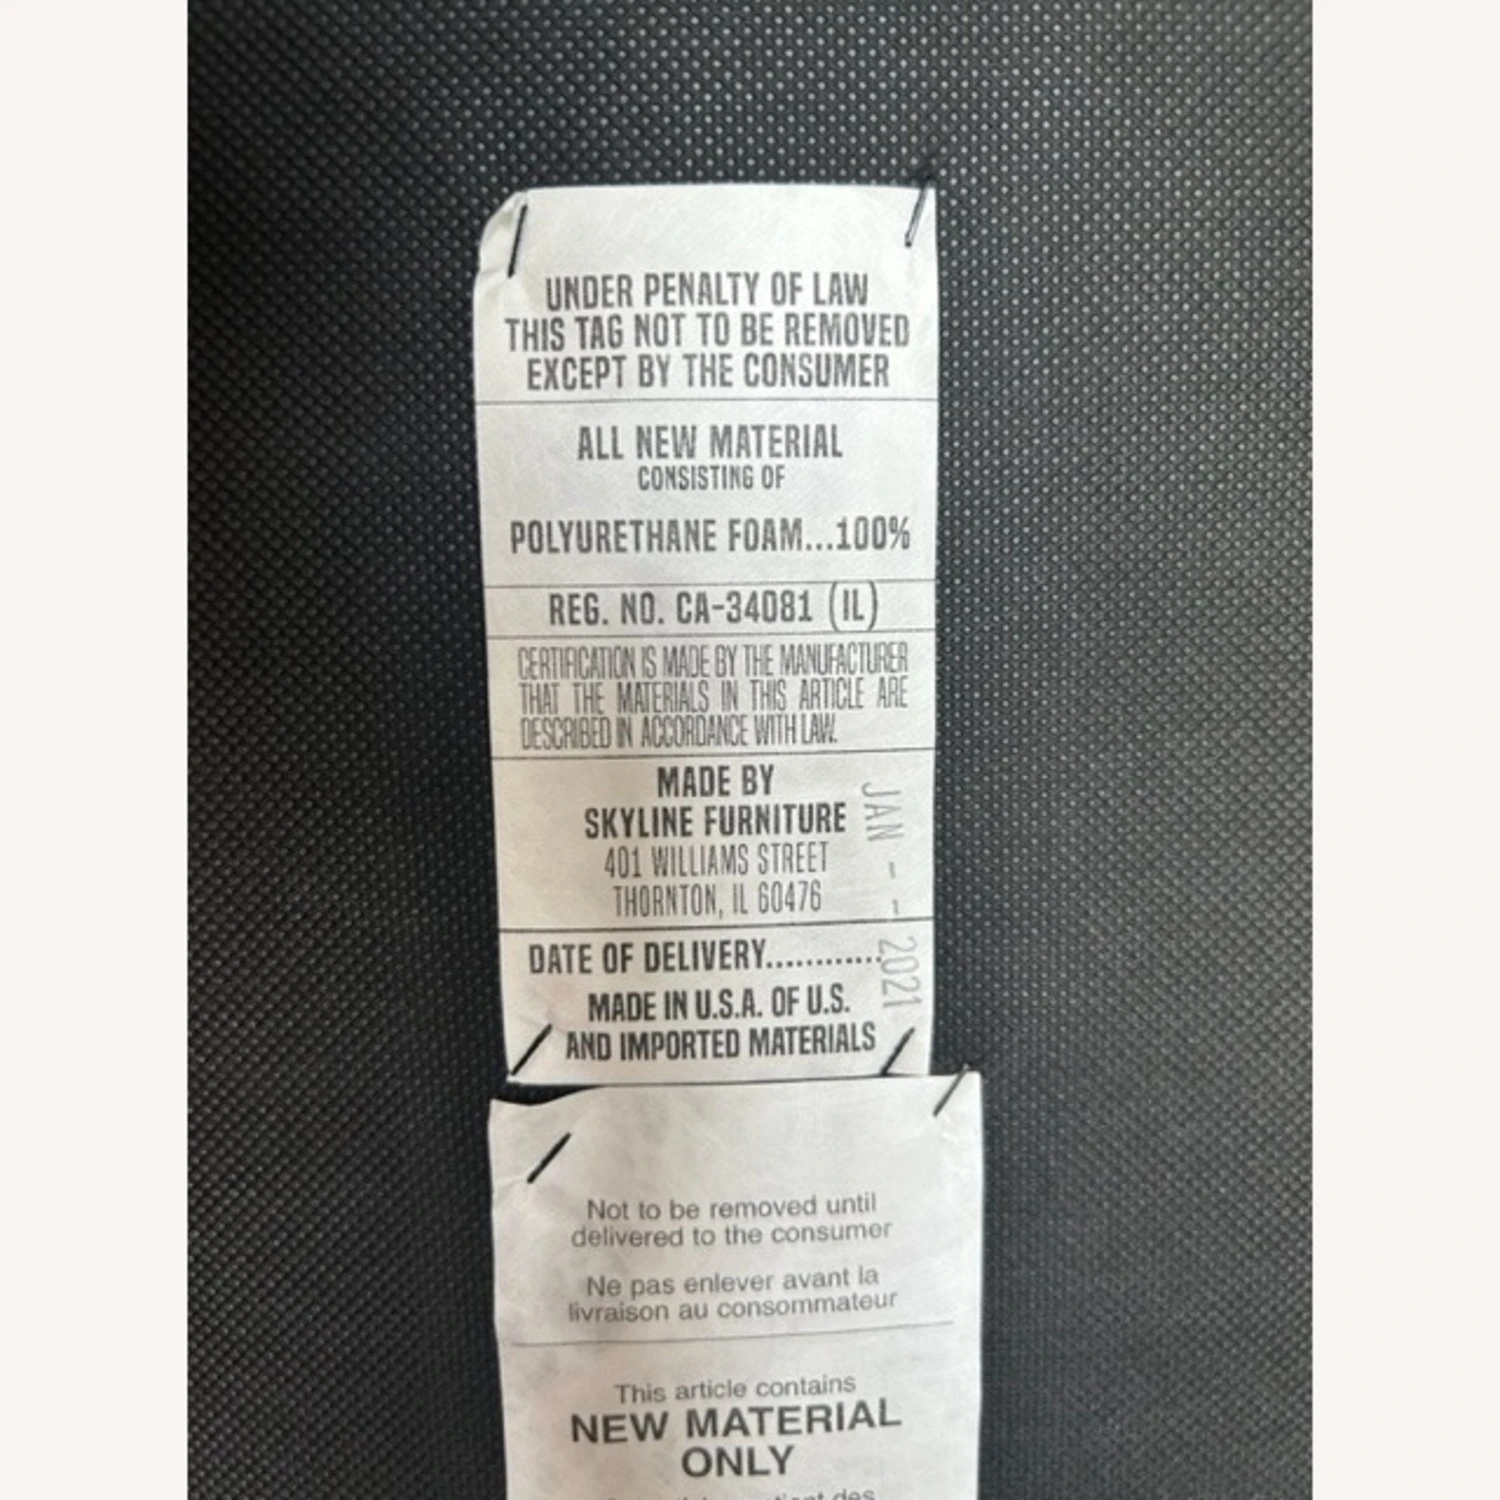 UNDER PENALTY OF LAW
THIS TAG NOT TO BE REMOVED
EXCEPT BY THE CONSUMER
ALL NEW MATERIAL
CONSISTING OF
POLYURETHANE FOAM...100%
REG. NO. CA-34081 (IL)
CERTIFICATION IS MADE BY THE MANUFACTURER
THAT THE MATERIALS IN THIS ARTICLE ARE
DESCRIBED IN ACCORDANCE WITH LAW.
MADE BY
SKYLINE FURNITURE
401 WILLIAMS STREET
THORNTON, IL 60476
JAN - - 2021
DATE OF DELIVERY............
MADE IN U.S.A. OF U.S.
AND IMPORTED MATERIALS
Not to be removed until
delivered to the consumer
Ne pas enlever avant la
livraison au consommateur
This article contains
NEW MATERIAL
ONLY
des